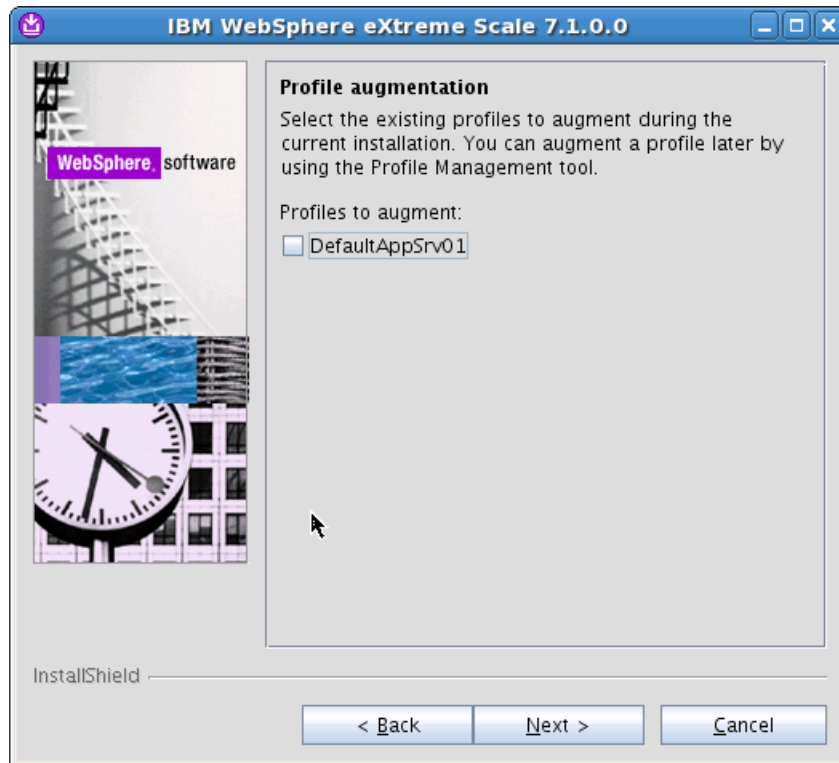 IBM WebSphere eXtreme Scale 7.1.0.0
WebSphere. software
Profile augmentation
Select the existing profiles to augment during the
current installation. You can augment a profile later by
using the Profile Management tool.
Profiles to augment:
DefaultAppSrv01
InstallShield
< Back
Next >
Cancel